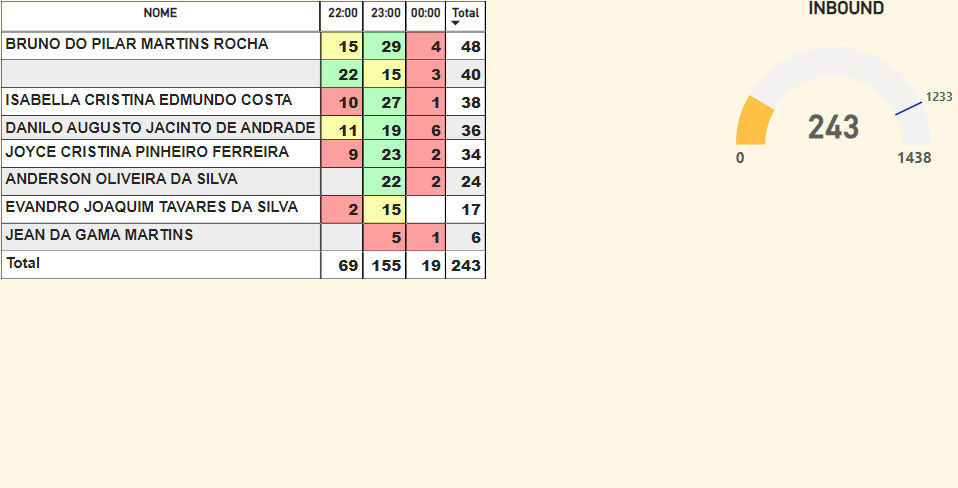 NOME 22:00 23:00 00:00 Total
BRUNO DO PILAR MARTINS ROCHA 15 29 4 48
22 15 3 40
ISABELLA CRISTINA EDMUNDO COSTA 10 27 1 38
DANILO AUGUSTO JACINTO DE ANDRADE 11 19 6 36
JOYCE CRISTINA PINHEIRO FERREIRA 9 23 2 34
ANDERSON OLIVEIRA DA SILVA 22 2 24
EVANDRO JOAQUIM TAVARES DA SILVA 2 15 17
JEAN DA GAMA MARTINS 5 1 6
Total 69 155 19 243
INBOUND
1233
243
0 1438